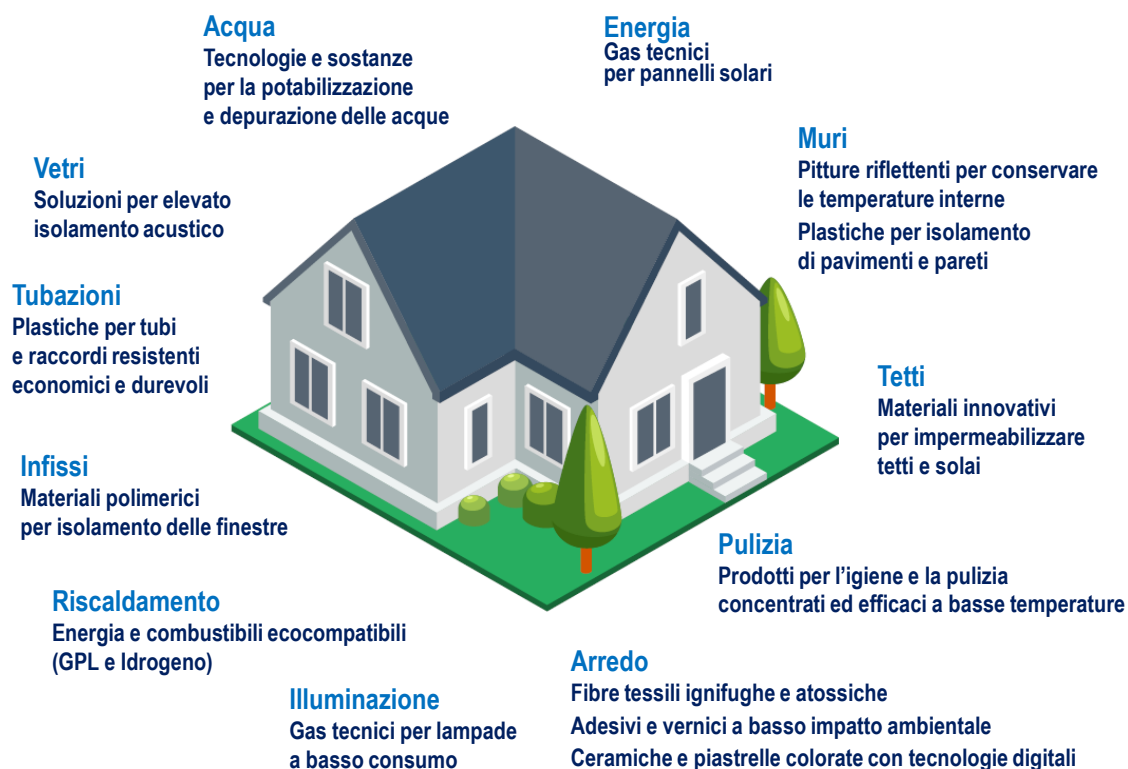 Acqua
Tecnologie e sostanze
per la potabilizzazione
e depurazione delle acque
Energia
Gas tecnici
per pannelli solari
Vetri
Soluzioni per elevato
isolamento acustico
Muri
Pitture riflettenti per conservare
le temperature interne
Plastiche per isolamento
di pavimenti e pareti
Tubazioni
Plastiche per tubi
e raccordi resistenti
economici e durevoli
Tetti
Materiali innovativi
per impermeabilizzare
tetti e solai
Infissi
Materiali polimerici
per isolamento delle finestre
Pulizia
Prodotti per l’igiene e la pulizia
concentrati ed efficaci a basse temperature
Riscaldamento
Energia e combustibili ecocompatibili
(GPL e Idrogeno)
Illuminazione
Gas tecnici per lampade
a basso consumo
Arredo
Fibre tessili ignifughe e atossiche
Adesivi e vernici a basso impatto ambientale
Ceramiche e piastrelle colorate con tecnologie digitali